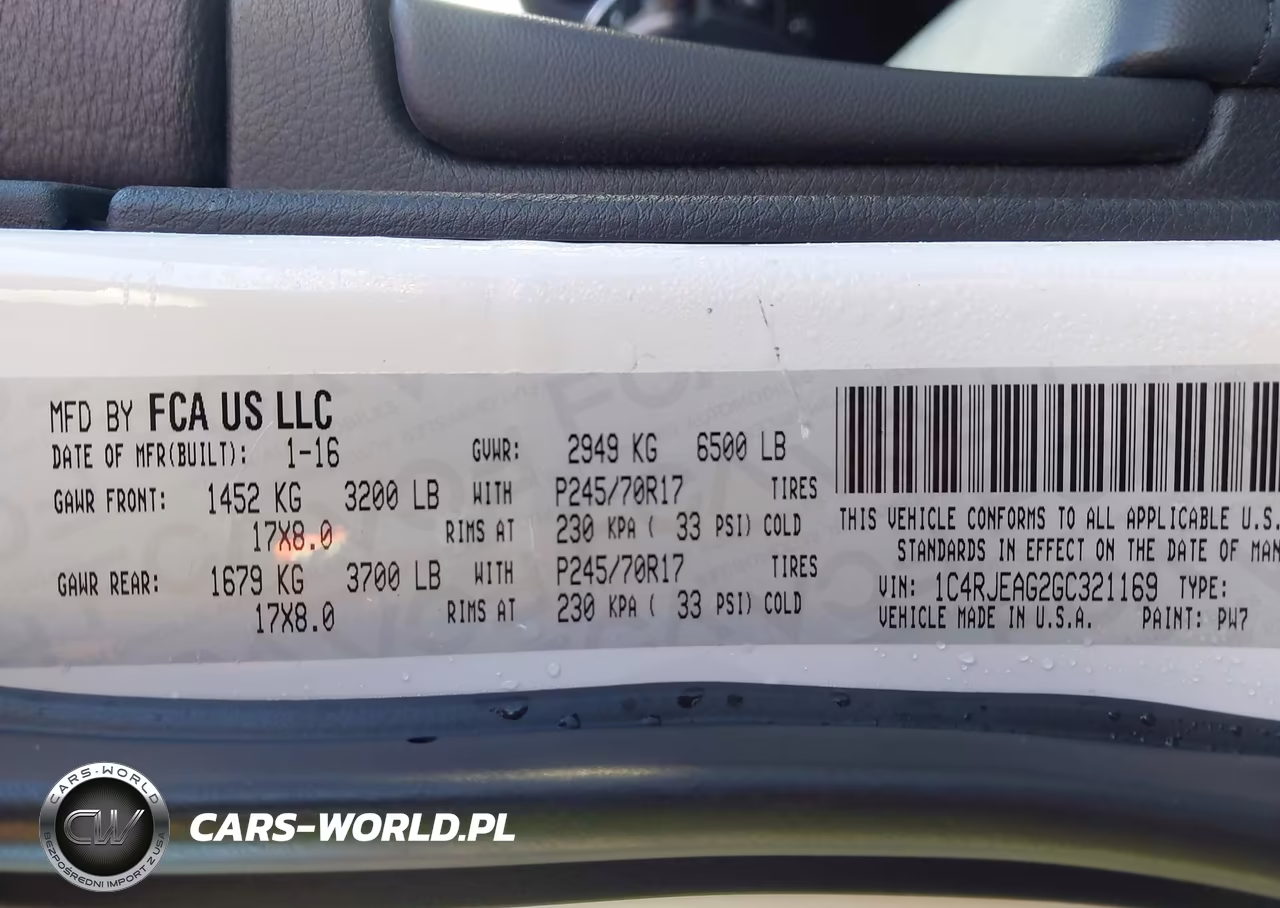 MFD BY FCA US LLC
DATE OF MFR(BUILT): 1-16 GVWR: 2949 KG 6500 LB
GAWR FRONT: 1452 KG 3200 LB WITH P245/70R17 TIRES
17X8.0 RIMS AT 230 KPA ( 33 PSI) COLD
GAWR REAR: 1679 KG 3700 LB WITH P245/70R17 TIRES
17X8.0 RIMS AT 230 KPA ( 33 PSI) COLD
THIS VEHICLE CONFORMS TO ALL APPLICABLE U.S.
STANDARDS IN EFFECT ON THE DATE OF MAN
VIN: 1C4RJEAG2GC321169 TYPE:
VEHICLE MADE IN U.S.A. PAINT: PW7
CARS-WORLD
CW
BEZPOŚREDNI IMPORT Z USA
CARS-WORLD.PL